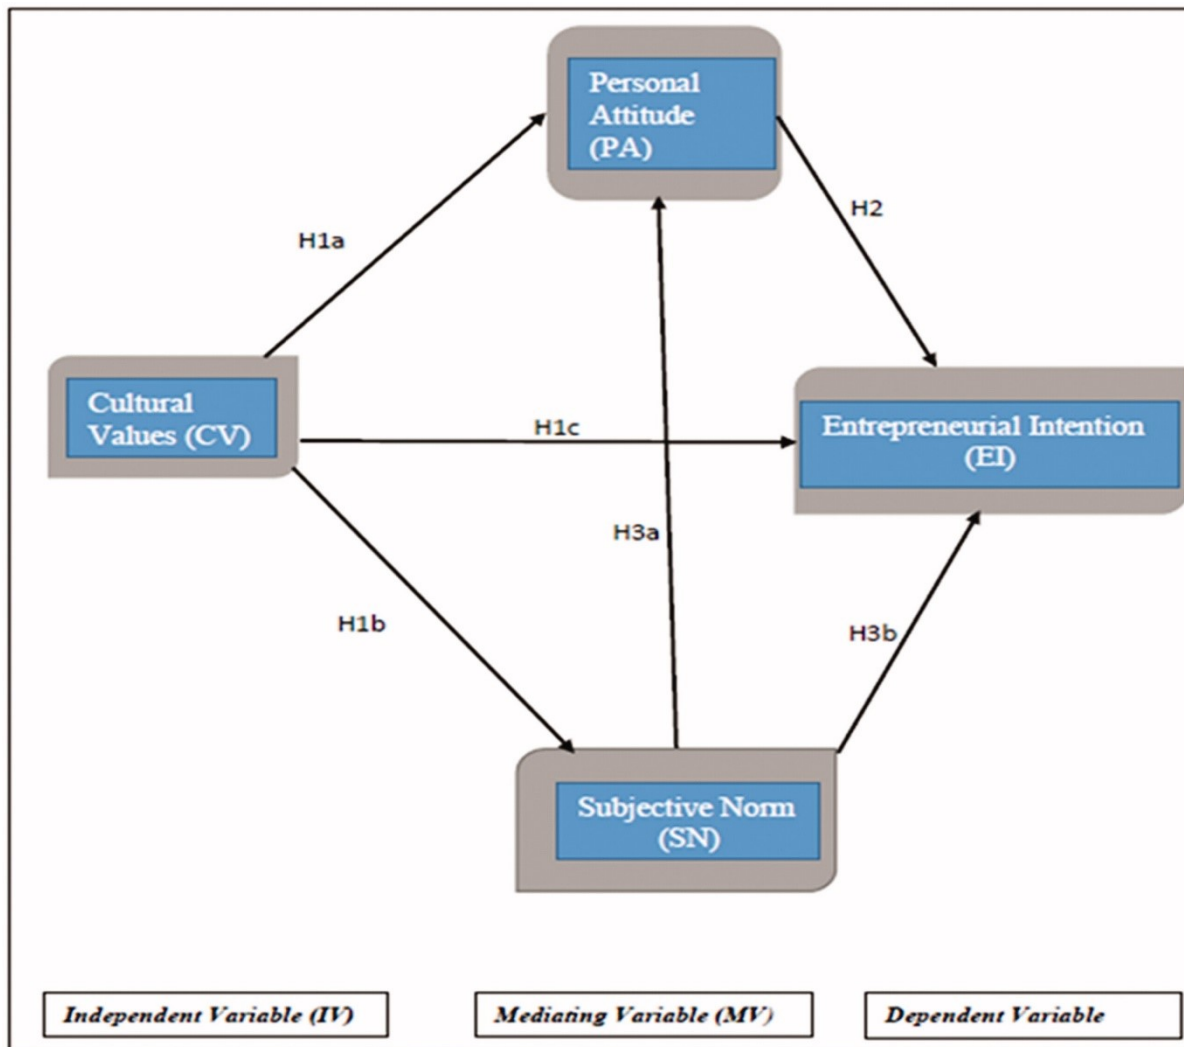 Personal
Attitude
(PA)
H2
H1a
Cultural
Values (CV)
H1c
Entrepreneurial Intention
(EI)
H3a
H1b
H3b
Subjective Norm
(SN)
Independent Variable (IV)
Mediating Variable (MV)
Dependent Variable